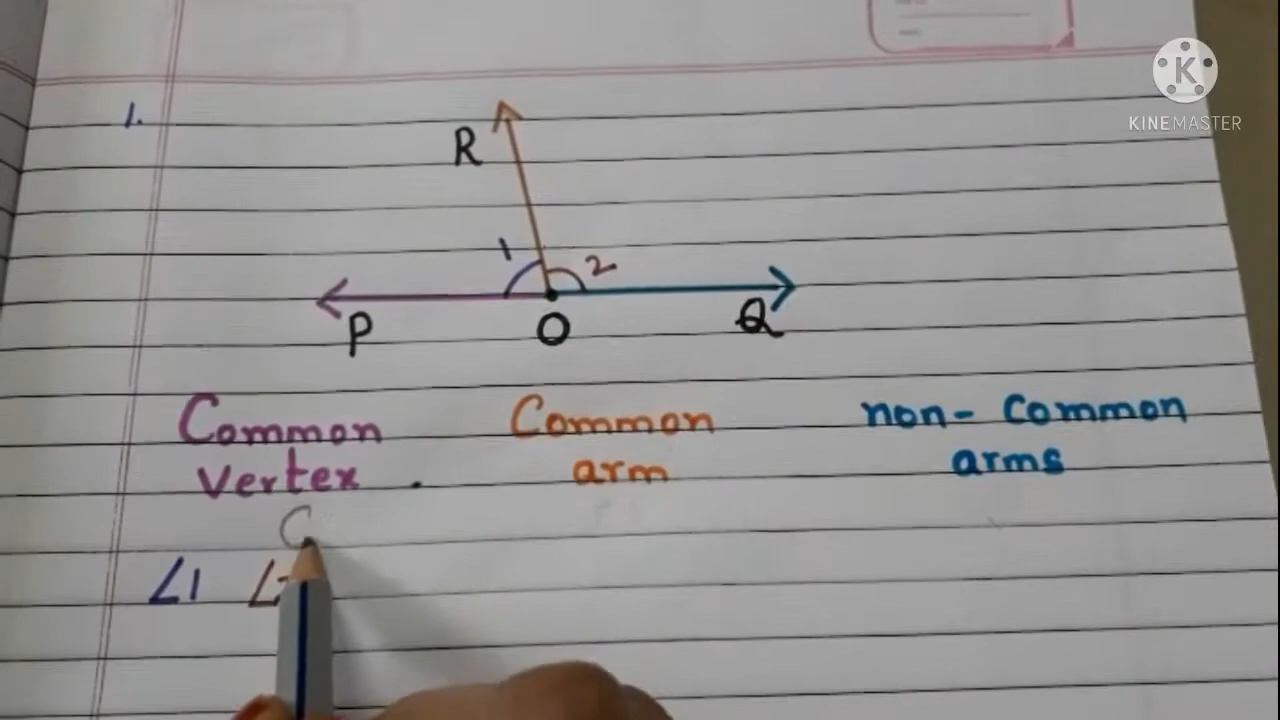 KINEMASTER
1.
R
1 2
P O Q
Common Common non- Common
vertex . arm arms
∠1 ∠